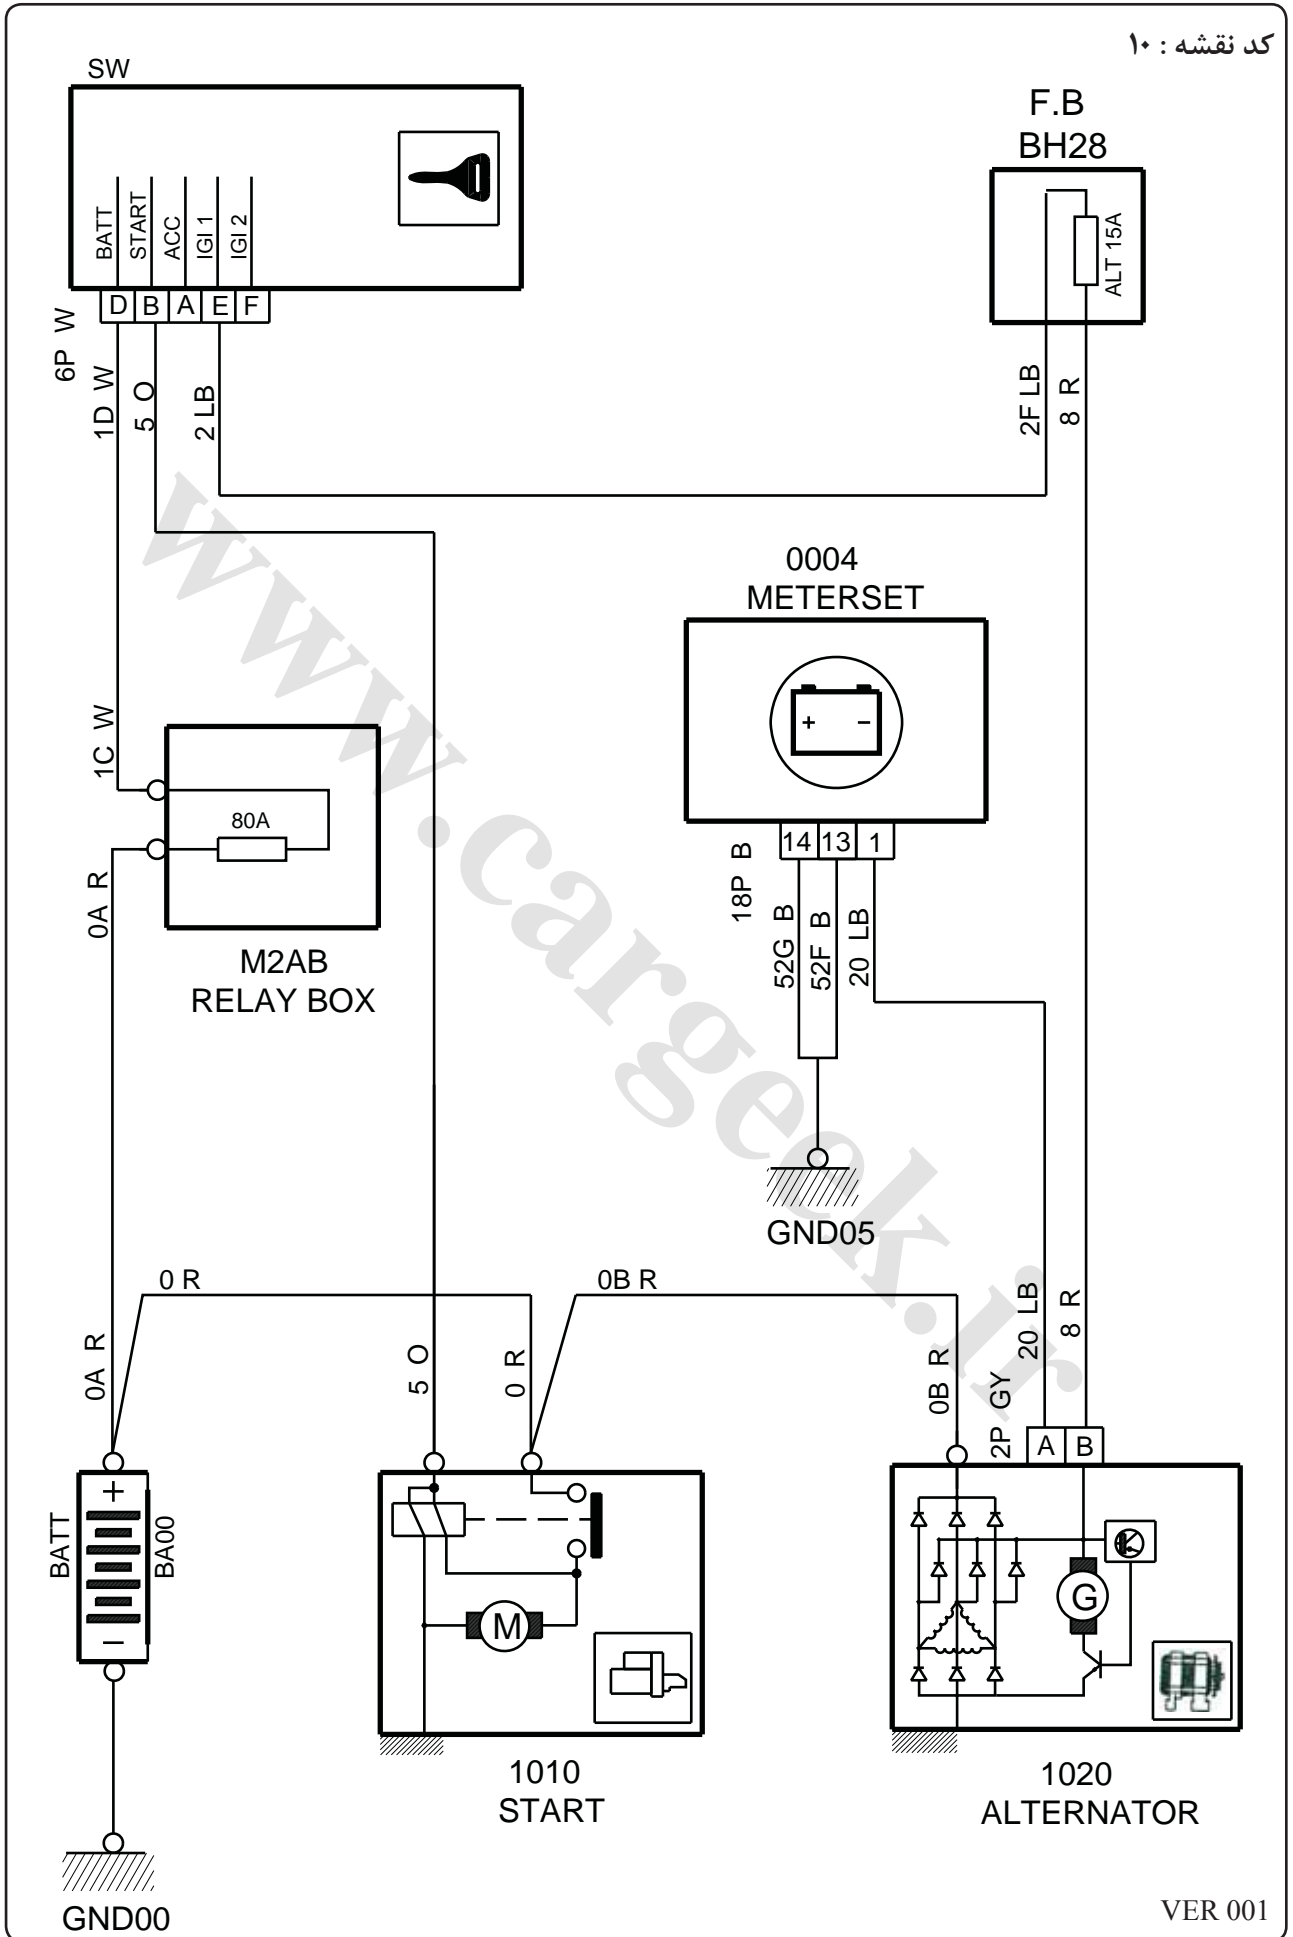 کد نقشه : ۱۰
SW
BATT
START
ACC
IGI 1
IGI 2
D B A E F
6P W
1D W
5 O
2 LB
F.B
BH28
ALT 15A
2F LB
8 R
0004
METERSET
+ −
14 13 1
18P B
52G B
52F B
20 LB
GND05
1C W
80A
0A R
M2AB
RELAY BOX
0 R
0B R
0A R
5 O
0 R
0B R
2P GY
20 LB
8 R
A B
BATT
+
−
BA00
GND00
M
1010
START
G
1020
ALTERNATOR
VER 001
www.cargeek.ir